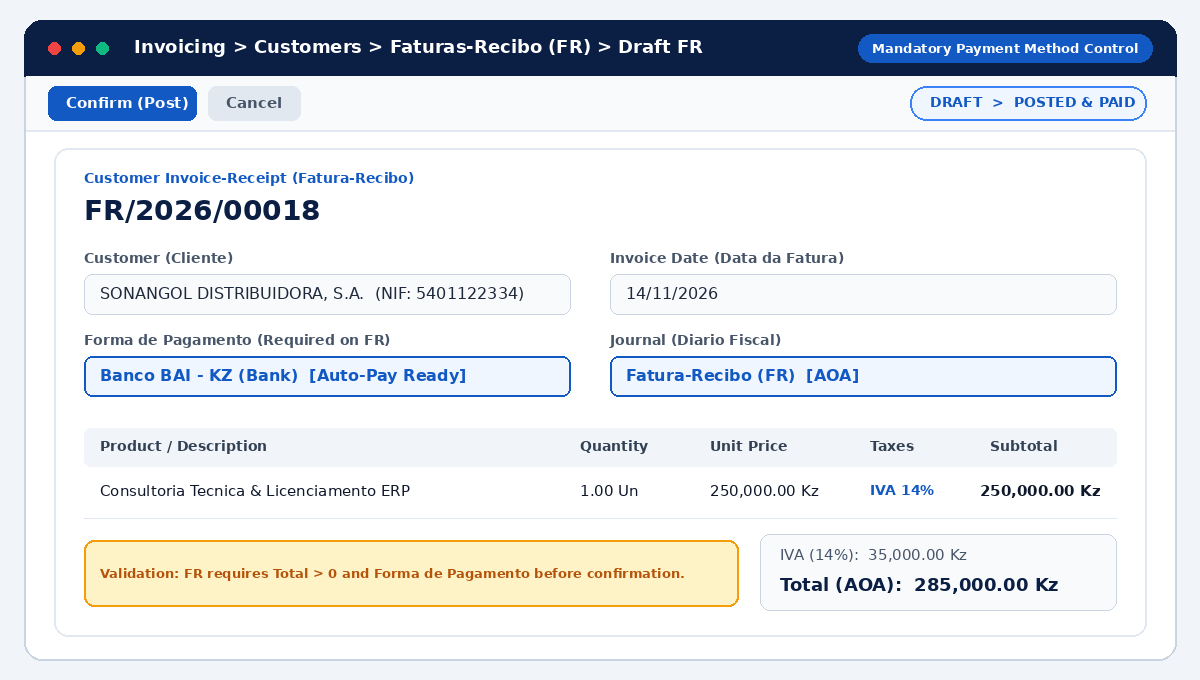 Invoicing > Customers > Faturas-Recibo (FR) > Draft FR
Mandatory Payment Method Control
Confirm (Post)
Cancel
DRAFT > POSTED & PAID
Customer Invoice-Receipt (Fatura-Recibo)
FR/2026/00018
Customer (Cliente)
Invoice Date (Data da Fatura)
SONANGOL DISTRIBUIDORA, S.A. (NIF: 5401122334)
14/11/2026
Forma de Pagamento (Required on FR)
Journal (Diario Fiscal)
Banco BAI - KZ (Bank) [Auto-Pay Ready]
Fatura-Recibo (FR) [AOA]
Product / Description Quantity Unit Price Taxes Subtotal
Consultoria Tecnica & Licenciamento ERP 1.00 Un 250,000.00 Kz IVA 14% 250,000.00 Kz
Validation: FR requires Total > 0 and Forma de Pagamento before confirmation.
IVA (14%): 35,000.00 Kz
Total (AOA): 285,000.00 Kz